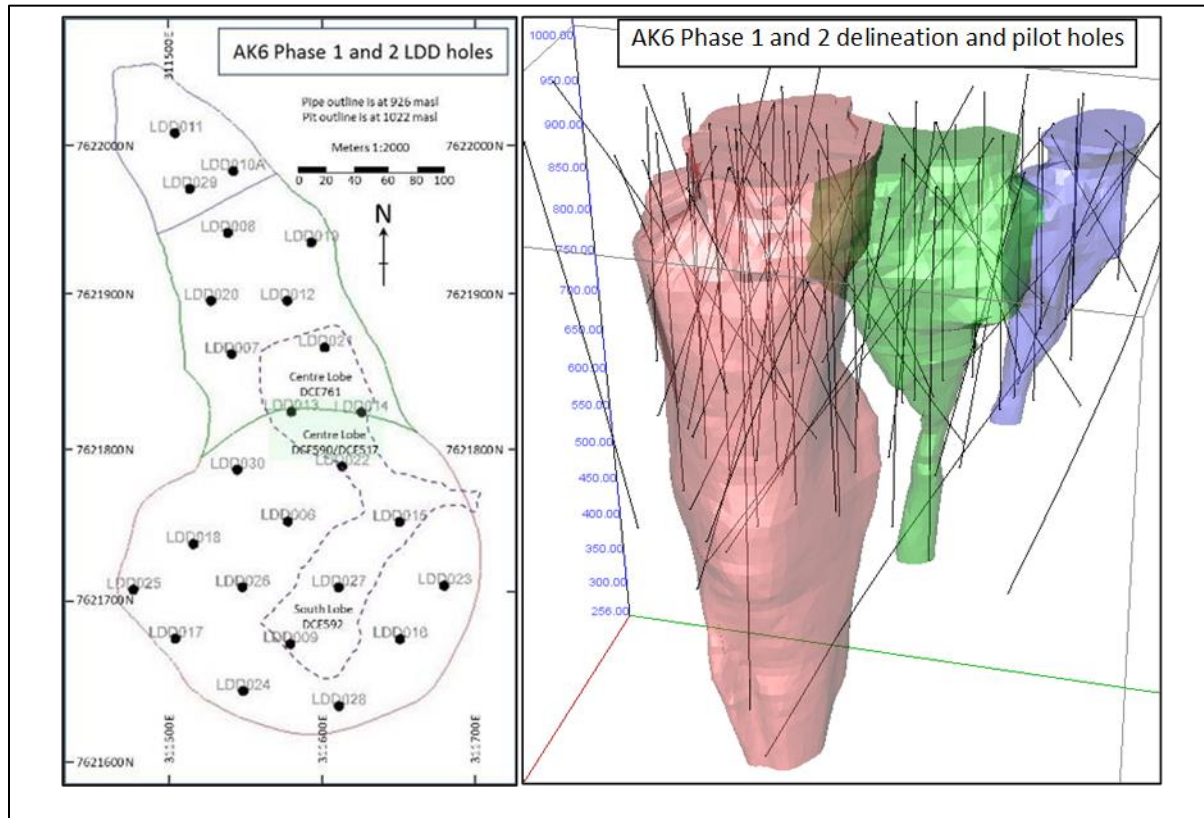 AK6 Phase 1 and 2 LDD holes
311500E
Pipe outline is at 926 masl
Pit outline is at 1022 masl
Meters 1:2000
0 20 40 60 80 100
N
7622000N
7622000N
LDD011
LDD010A
LDD029
LDD008
LDD019
7621900N
7621900N
LDD020
LDD012
LDD007
LDD021
Centre Lobe
DCE761
LDD013
LDD014
Centre Lobe
7621800N
7621800N
LDD030
LDD022
LDD006
LDD015
LDD018
LDD025
LDD026
LDD027
LDD023
7621700N
South Lobe
DCE592
LDD017
LDD009
LDD016
LDD024
LDD028
311500E
311600E
311700E
7621600N
AK6 Phase 1 and 2 delineation and pilot holes
1000.00
950.00
900.00
850.00
800.00
750.00
700.00
650.00
600.00
550.00
500.00
450.00
400.00
350.00
300.00
256.00